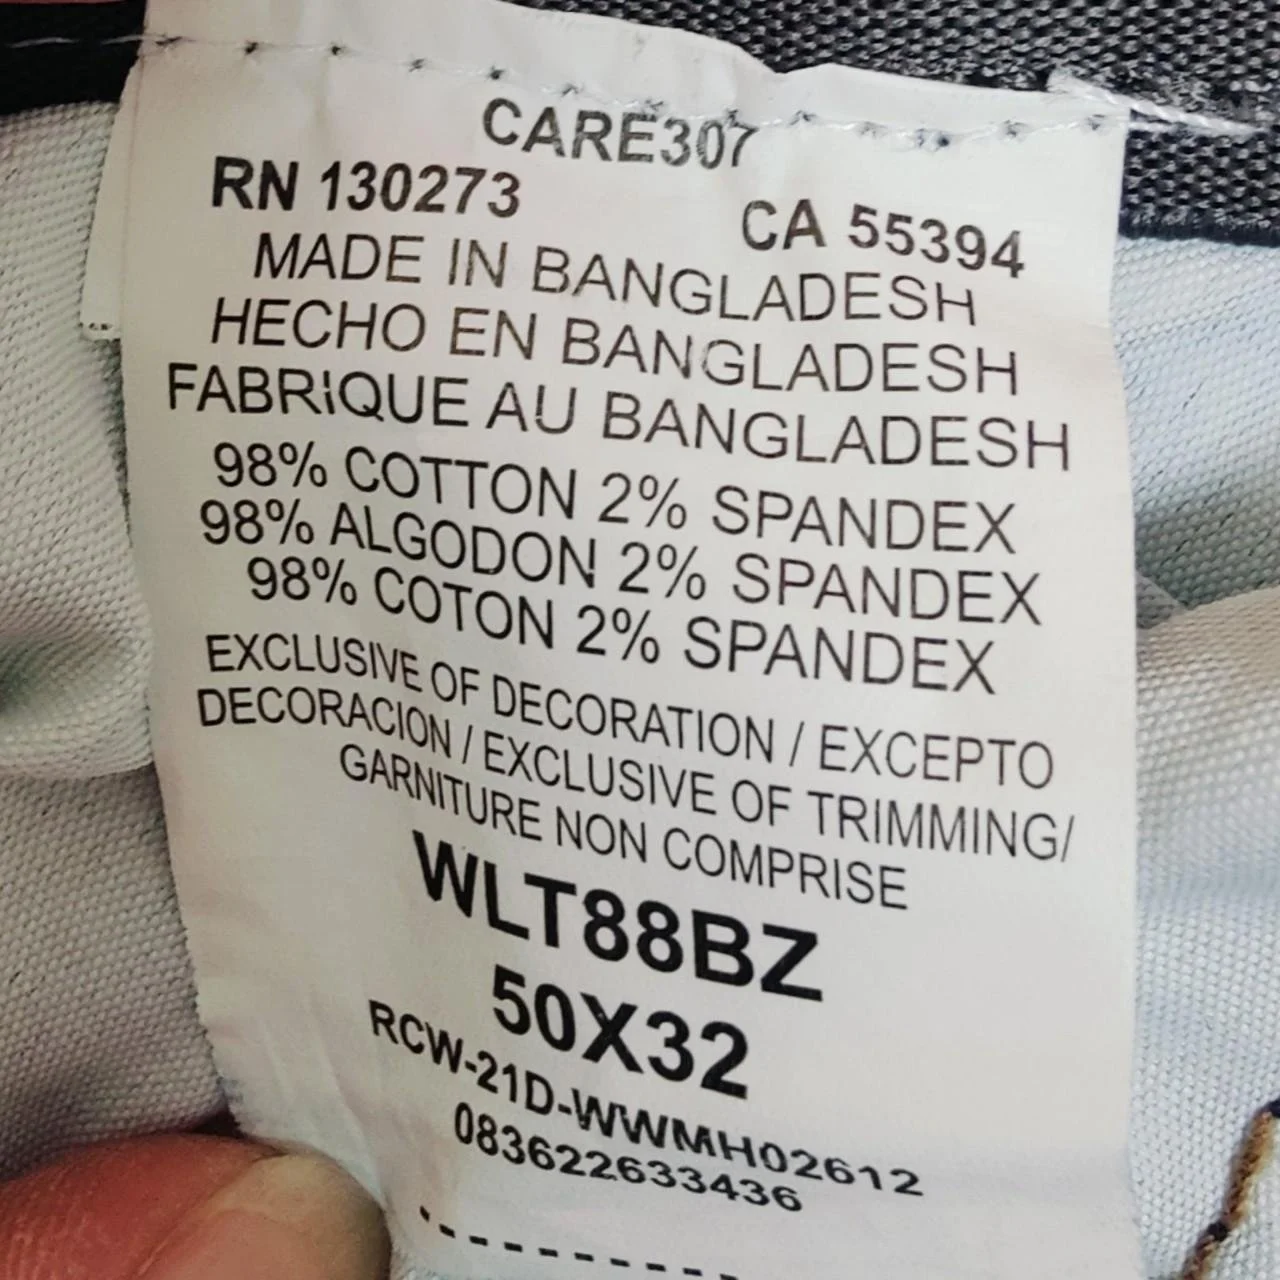 CARE307
RN 130273 CA 55394
MADE IN BANGLADESH
HECHO EN BANGLADESH
FABRIQUE AU BANGLADESH
98% COTTON 2% SPANDEX
98% ALGODON 2% SPANDEX
98% COTON 2% SPANDEX
EXCLUSIVE OF DECORATION / EXCEPTO
DECORACION / EXCLUSIVE OF TRIMMING/
GARNITURE NON COMPRISE
WLT88BZ
50X32
RCW-21D-WWMH02612
083622633436